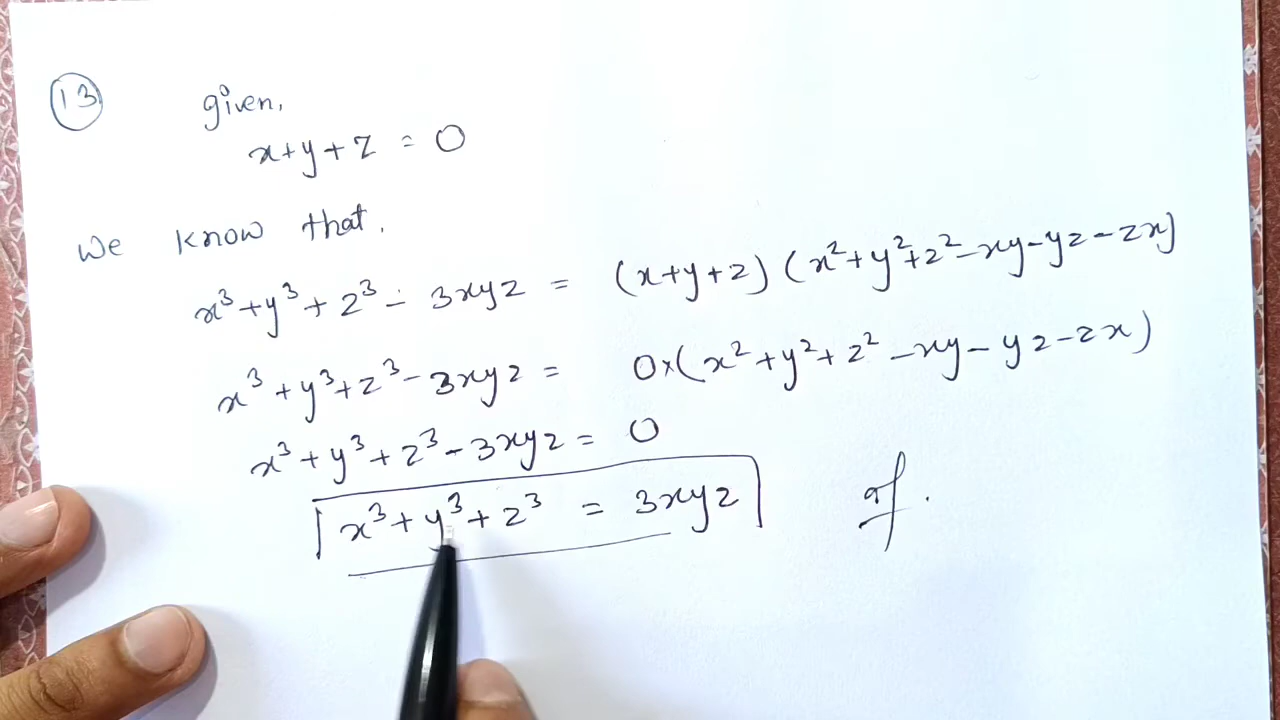 13 given,
x+y+z = 0
We know that,
x³+y³+z³ - 3xyz = (x+y+z) (x²+y²+z²-xy-yz-zx)
x³+y³+z³-3xyz = 0×(x²+y²+z²-xy-yz-zx)
x³+y³+z³-3xyz = 0
x³+y³+z³ = 3xyz